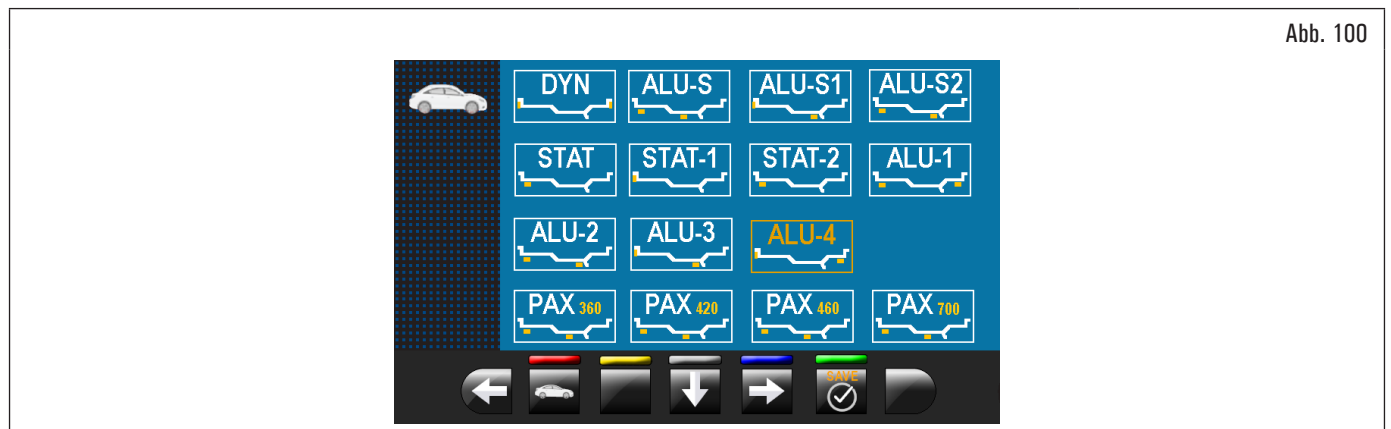 Abb. 100
DYN ALU-S ALU-S1 ALU-S2
STAT STAT-1 STAT-2 ALU-1
ALU-2 ALU-3 ALU-4
PAX 360 PAX 420 PAX 460 PAX 700
SAVE